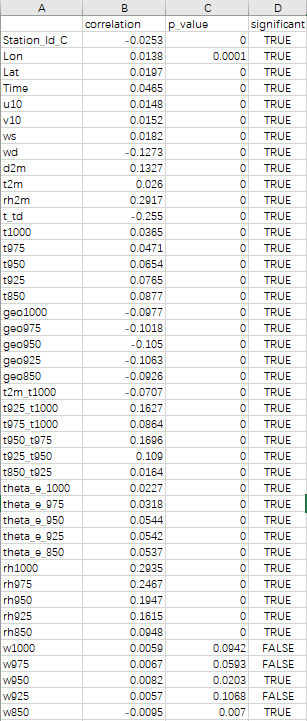 A B C D
correlation p_value significant
Station_Id_C -0.0253 0 TRUE
Lon 0.0138 0.0001 TRUE
Lat 0.0197 0 TRUE
Time 0.0465 0 TRUE
u10 0.0148 0 TRUE
v10 0.0152 0 TRUE
ws 0.0182 0 TRUE
wd -0.1273 0 TRUE
d2m 0.1327 0 TRUE
t2m 0.026 0 TRUE
rh2m 0.2917 0 TRUE
t_td -0.255 0 TRUE
t1000 0.0365 0 TRUE
t975 0.0471 0 TRUE
t950 0.0654 0 TRUE
t925 0.0765 0 TRUE
t850 0.0877 0 TRUE
geo1000 -0.0977 0 TRUE
geo975 -0.1018 0 TRUE
geo950 -0.105 0 TRUE
geo925 -0.1063 0 TRUE
geo850 -0.0926 0 TRUE
t2m_t1000 -0.0707 0 TRUE
t925_t1000 0.1627 0 TRUE
t975_t1000 0.0864 0 TRUE
t950_t975 0.1696 0 TRUE
t925_t950 0.109 0 TRUE
t850_t925 0.0164 0 TRUE
theta_e_1000 0.0227 0 TRUE
theta_e_975 0.0318 0 TRUE
theta_e_950 0.0544 0 TRUE
theta_e_925 0.0542 0 TRUE
theta_e_850 0.0537 0 TRUE
rh1000 0.2935 0 TRUE
rh975 0.2467 0 TRUE
rh950 0.1947 0 TRUE
rh925 0.1615 0 TRUE
rh850 0.0948 0 TRUE
w1000 0.0059 0.0942 FALSE
w975 0.0067 0.0593 FALSE
w950 0.0082 0.0203 TRUE
w925 0.0057 0.1068 FALSE
w850 -0.0095 0.007 TRUE